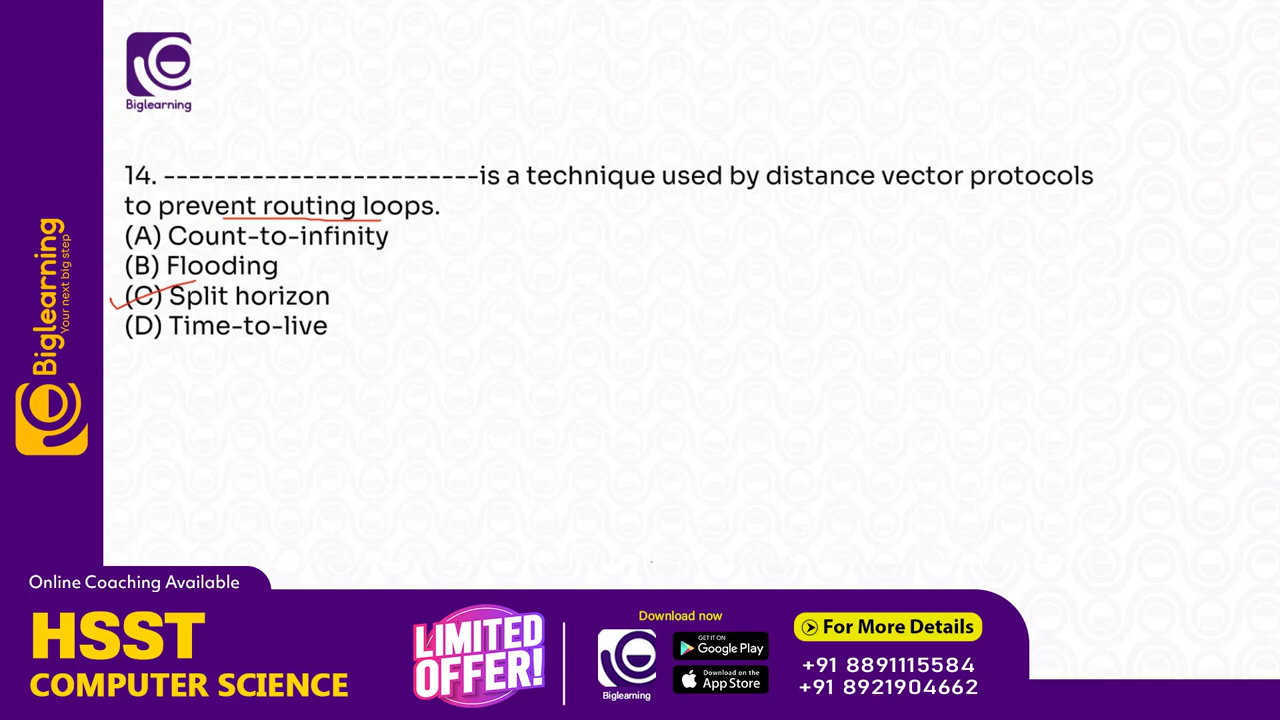 Biglearning
14. -------------------------is a technique used by distance vector protocols
to prevent routing loops.
(A) Count-to-infinity
(B) Flooding
(C) Split horizon
(D) Time-to-live
Biglearning
Your next big step
Online Coaching Available
HSST
COMPUTER SCIENCE
LIMITED
OFFER!
Download now
Biglearning
GET IT ON
Google Play
Download on the
App Store
For More Details
+91 8891115584
+91 8921904662